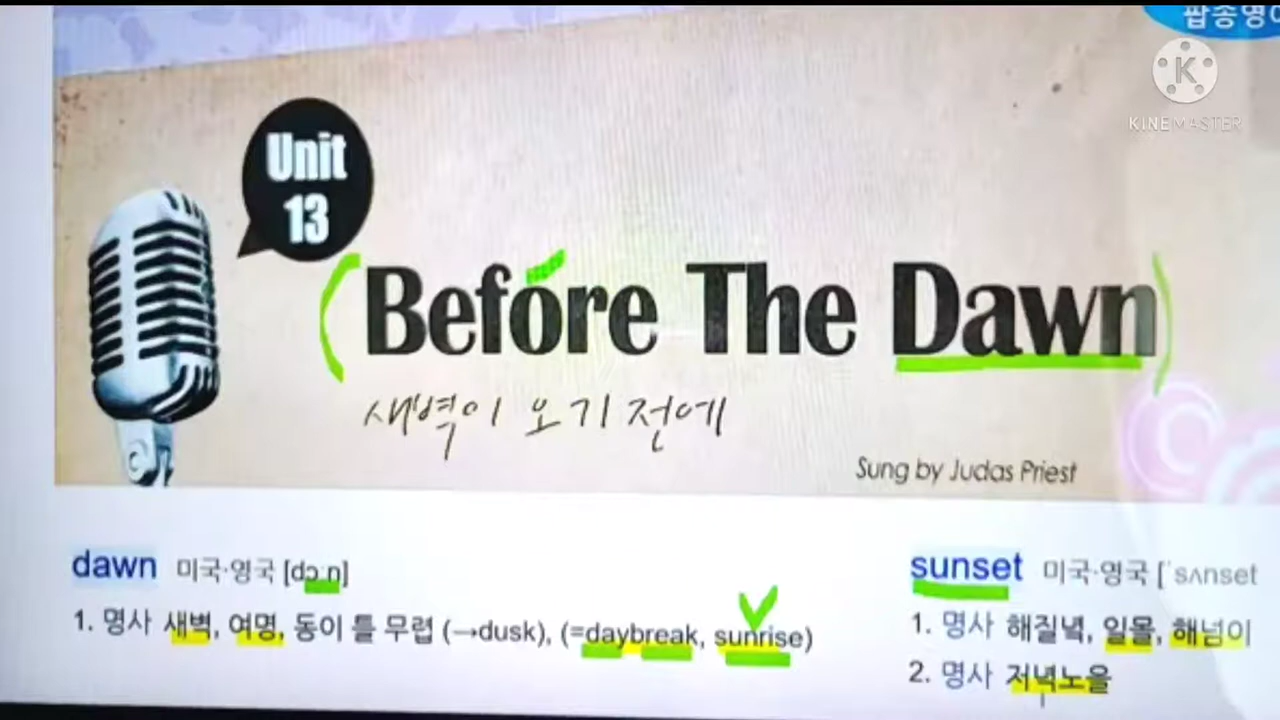 팝송영어
K
KINEMASTER
Unit
13
Before The Dawn
새벽이 오기 전에
Sung by Judas Priest
dawn 미국·영국 [dɔːn]
1. 명사 새벽, 여명, 동이 틀 무렵 (→dusk), (=daybreak, sunrise)
sunset 미국·영국 [ˈsʌnset
1. 명사 해질녘, 일몰, 해넘이
2. 명사 저녁노을